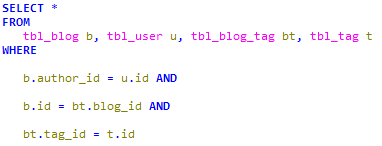 SELECT *
FROM
tbl_blog b, tbl_user u, tbl_blog_tag bt, tbl_tag t
WHERE
b.author_id = u.id AND
b.id = bt.blog_id AND
bt.tag_id = t.id